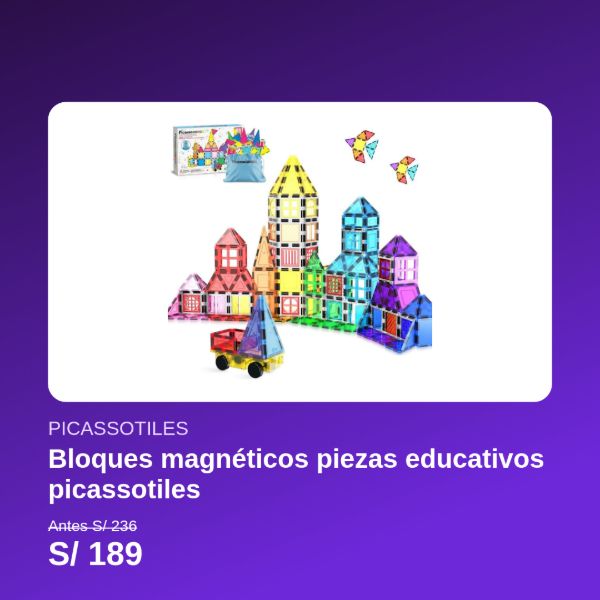 PICASSOTILES
Bloques magnéticos piezas educativos
picassotiles
Antes S/ 236
S/ 189